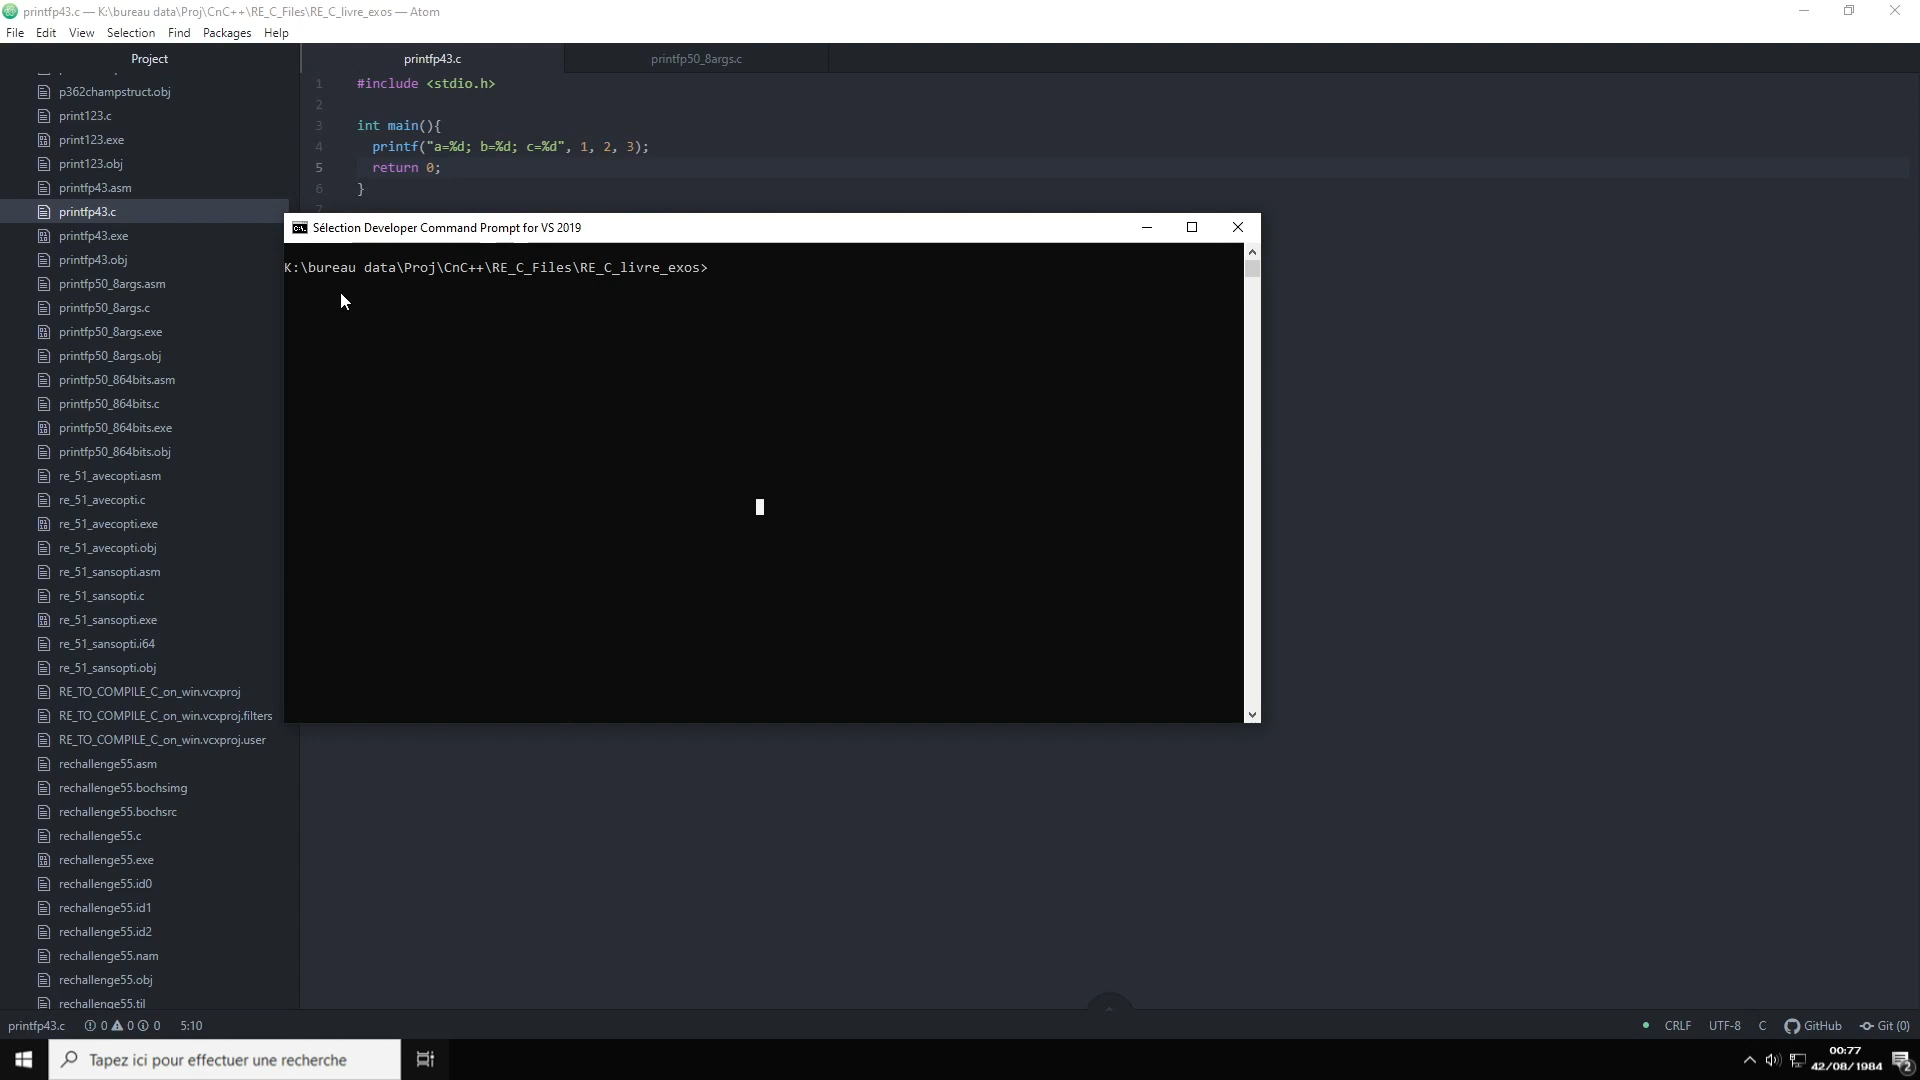 printfp43.c — K:\bureau data\Proj\CnC++\RE_C_Files\RE_C_livre_exos — Atom
File Edit View Selection Find Packages Help
Project
p362champstruct.obj
print123.c
print123.exe
print123.obj
printfp43.asm
printfp43.c
printfp43.exe
printfp43.obj
printfp50_8args.asm
printfp50_8args.c
printfp50_8args.exe
printfp50_8args.obj
printfp50_864bits.asm
printfp50_864bits.c
printfp50_864bits.exe
printfp50_864bits.obj
re_51_avecopti.asm
re_51_avecopti.c
re_51_avecopti.exe
re_51_avecopti.obj
re_51_sansopti.asm
re_51_sansopti.c
re_51_sansopti.exe
re_51_sansopti.i64
re_51_sansopti.obj
RE_TO_COMPILE_C_on_win.vcxproj
RE_TO_COMPILE_C_on_win.vcxproj.filters
RE_TO_COMPILE_C_on_win.vcxproj.user
rechallenge55.asm
rechallenge55.bochsimg
rechallenge55.bochsrc
rechallenge55.c
rechallenge55.exe
rechallenge55.id0
rechallenge55.id1
rechallenge55.id2
rechallenge55.nam
rechallenge55.obj
rechallenge55.til
printfp43.c printfp50_8args.c
1 #include <stdio.h>
2
3 int main(){
4 printf("a=%d; b=%d; c=%d", 1, 2, 3);
5 return 0;
6 }
7
Sélection Developer Command Prompt for VS 2019
K:\bureau data\Proj\CnC++\RE_C_Files\RE_C_livre_exos>
printfp43.c 0 0 0 5:10
CRLF UTF-8 C GitHub Git (0)
Tapez ici pour effectuer une recherche
00:77
42/08/1984
2